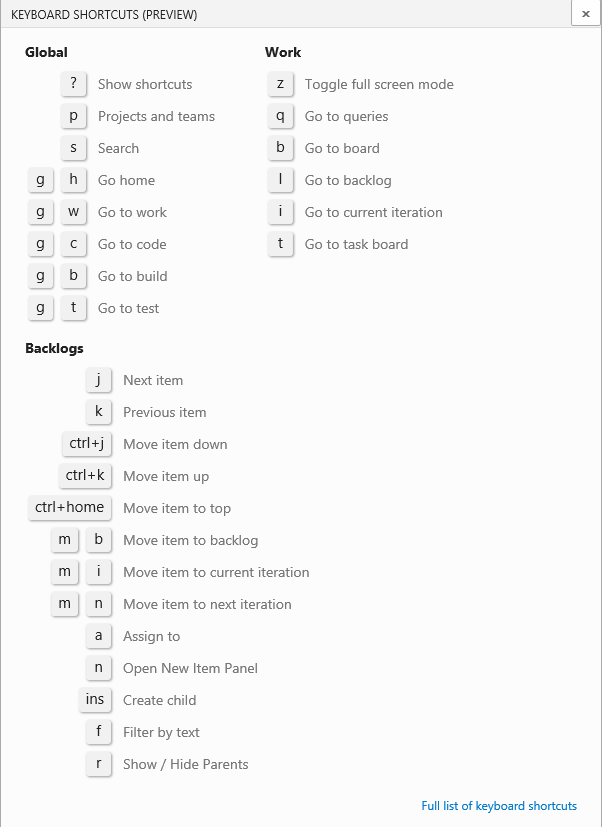 KEYBOARD SHORTCUTS (PREVIEW)
Global
? Show shortcuts
p Projects and teams
s Search
g h Go home
g w Go to work
g c Go to code
g b Go to build
g t Go to test
Work
z Toggle full screen mode
q Go to queries
b Go to board
l Go to backlog
i Go to current iteration
t Go to task board
Backlogs
j Next item
k Previous item
ctrl+j Move item down
ctrl+k Move item up
ctrl+home Move item to top
m b Move item to backlog
m i Move item to current iteration
m n Move item to next iteration
a Assign to
n Open New Item Panel
ins Create child
f Filter by text
r Show / Hide Parents
Full list of keyboard shortcuts